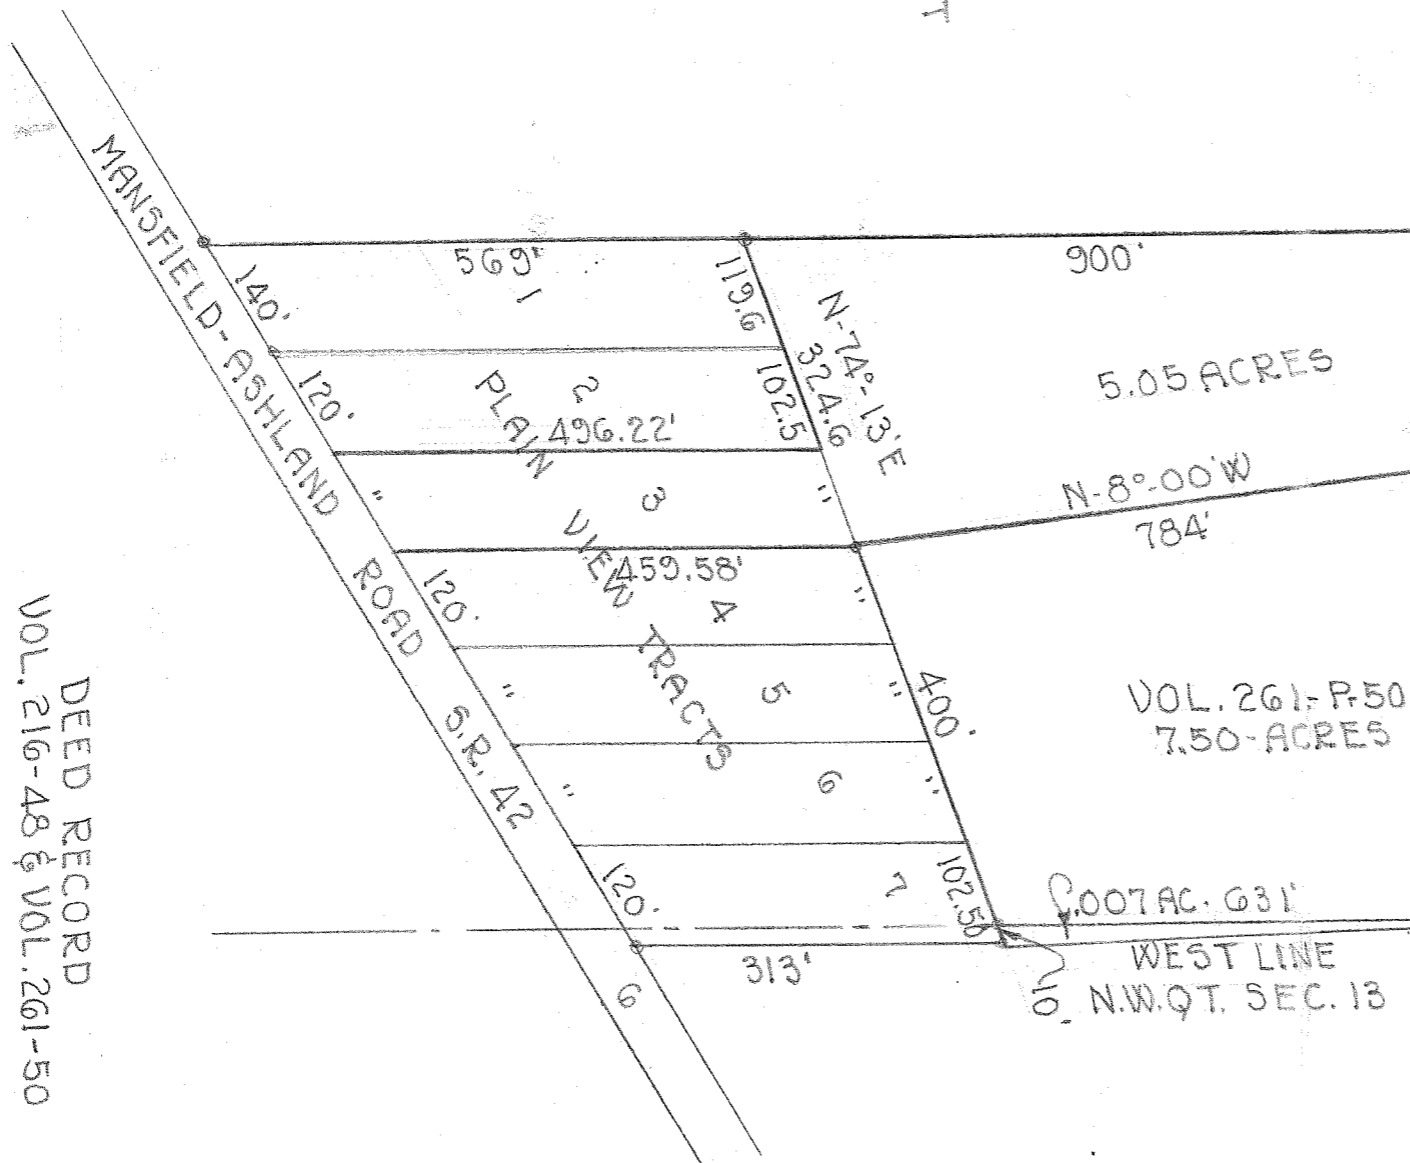 T
MANSFIELD-ASHLAND ROAD S.R. 42
569'
900'
140'
1
119.6
N-74°-13'E
324.6
5.05 ACRES
120'
2
102.5
PLAIN VIEW TRACTS
496.22'
"
3
"
N-8°-00'W
784'
459.58'
120'
4
"
400'
"
5
"
VOL. 261-P-50
7.50-ACRES
"
6
"
120'
7
102.50
.007 AC. 631'
313'
10'
WEST LINE
N.W.QT. SEC. 13
6
DEED RECORD
VOL. 216-48 & VOL. 261-50